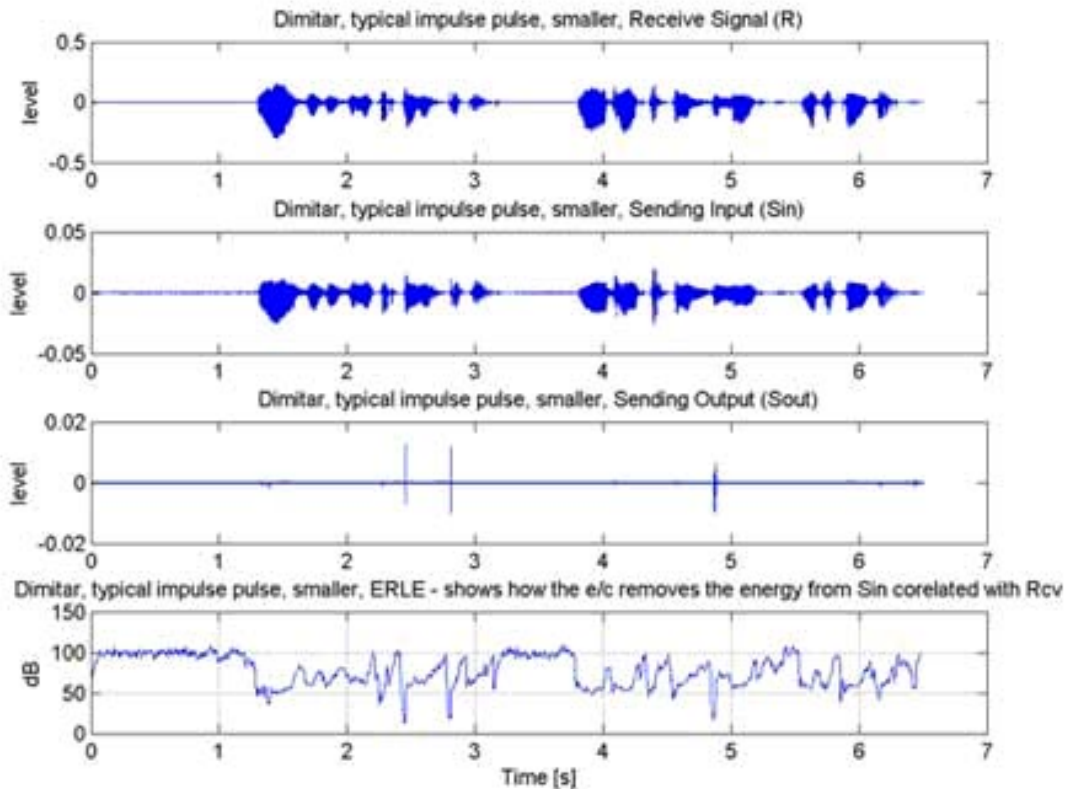 Dimitar, typical impulse pulse, smaller, Receive Signal (R)
0.5
0
-0.5
level
0 1 2 3 4 5 6 7
Dimitar, typical impulse pulse, smaller, Sending Input (Sin)
0.05
0
-0.05
level
0 1 2 3 4 5 6 7
Dimitar, typical impulse pulse, smaller, Sending Output (Sout)
0.02
0
-0.02
level
0 1 2 3 4 5 6 7
Dimitar, typical impulse pulse, smaller, ERLE - shows how the e/c removes the energy from Sin corelated with Rcv
150
100
50
0
dB
0 1 2 3 4 5 6 7
Time [s]